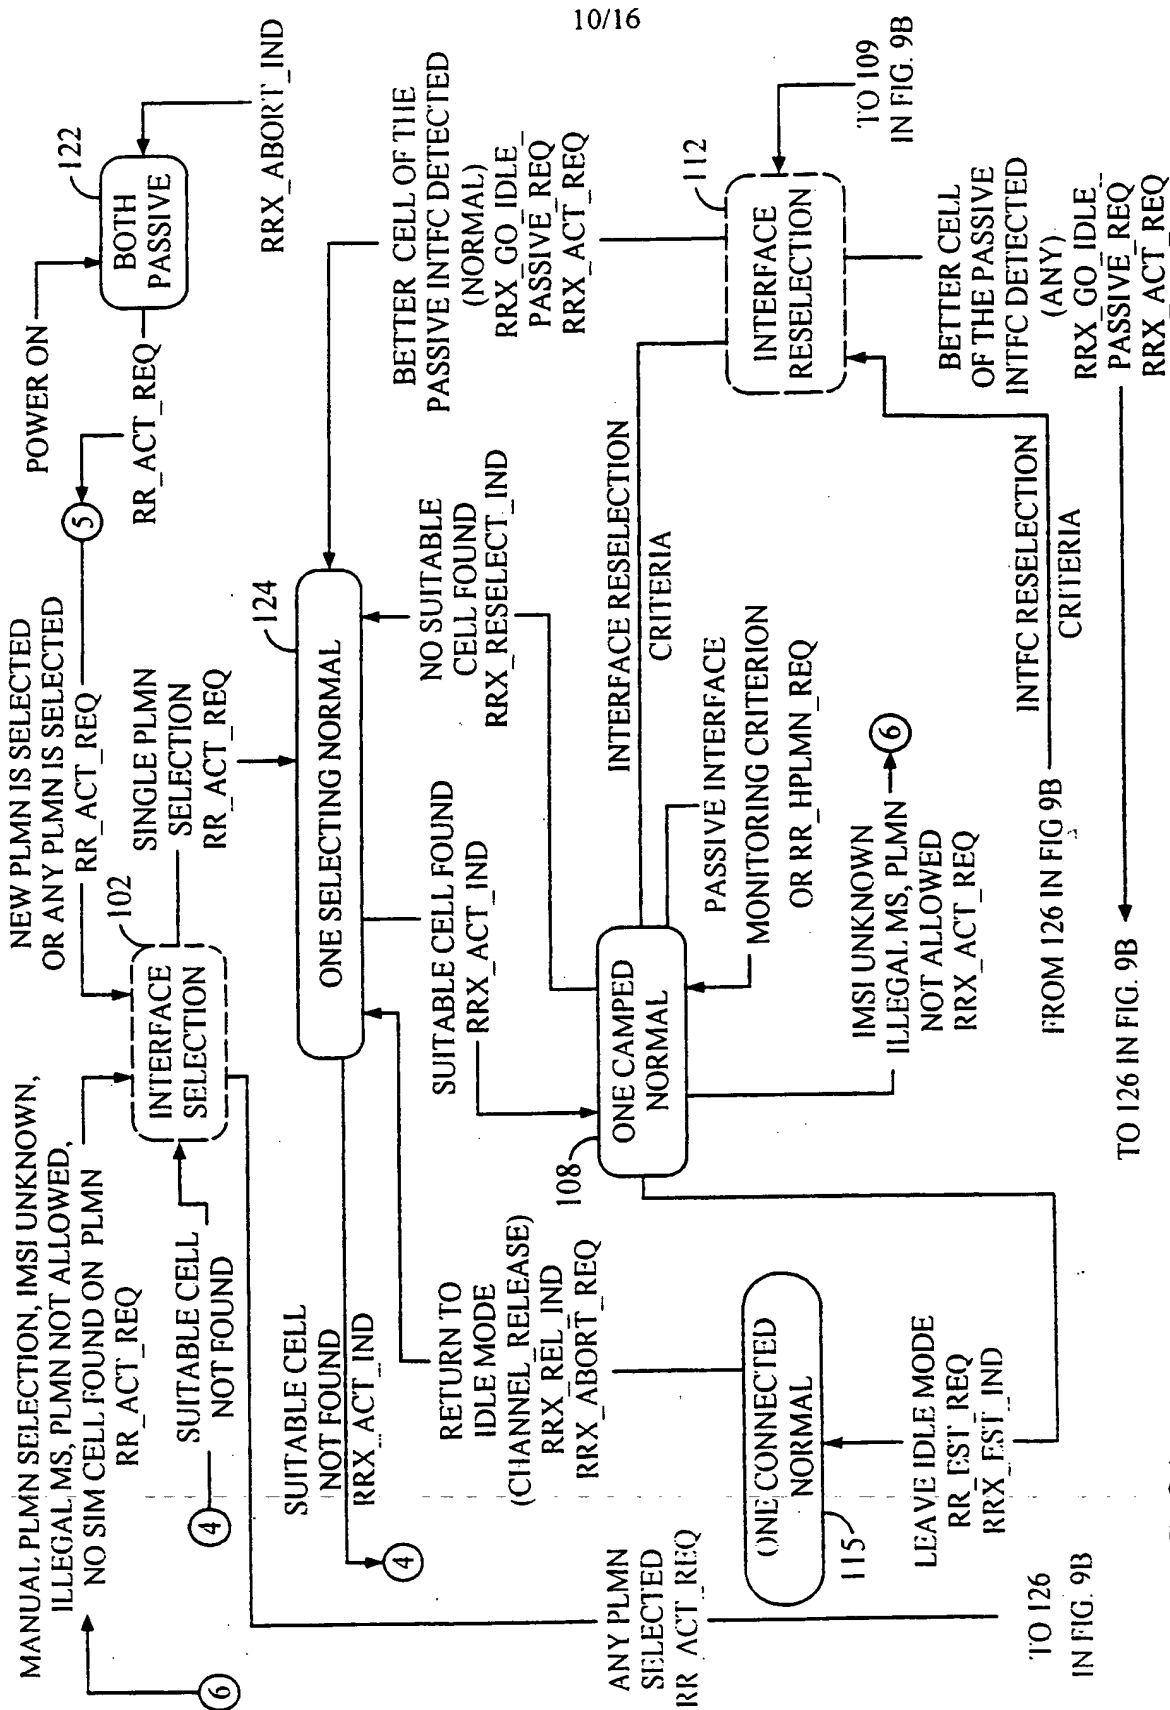 10/16
MANUAL PLMN SELECTION, IMSI UNKNOWN,
ILLEGAL MS, PLMN NOT ALLOWED,
NO SIM CELL FOUND ON PLMN
RR_ACT_REQ
6
4
SUITABLE CELL
NOT FOUND
INTERFACE
SELECTION
102
NEW PLMN IS SELECTED
OR ANY PLMN IS SELECTED
RR_ACT_REQ
5
RR_ACT_REQ
POWER ON
BOTH
PASSIVE
122
RRX_ABORT_IND
SINGLE PLMN
SELECTION
RR_ACT_REQ
SUITABLE CELL
NOT FOUND
RRX_ACT_IND
4
ONE SELECTING NORMAL
124
BETTER CELL OF THE
PASSIVE INTFC DETECTED
(NORMAL)
RRX_GO_IDLE_
PASSIVE_REQ
RRX_ACT_REQ
RETURN TO
IDLE MODE
(CHANNEL_RELEASE)
RRX_REL_IND
RRX_ABORT_REQ
SUITABLE CELL FOUND
RRX_ACT_IND
NO SUITABLE
CELL FOUND
RRX_RESELECT_IND
ANY PLMN
SELECTED
RR_ACT_REQ
TO 126
IN FIG. 9B
ONE CONNECTED
NORMAL
115
LEAVE IDLE MODE
RR_EST_REQ
RRX_EST_IND
108
ONE CAMPED
NORMAL
INTERFACE RESELECTION
CRITERIA
PASSIVE INTERFACE
MONITORING CRITERION
OR RR_HPLMN_REQ
IMSI UNKNOWN
ILLEGAL MS, PLMN
NOT ALLOWED
RRX_ACT_REQ
6
INTERFACE
RESELECTION
112
TO 109
IN FIG. 9B
FROM 126 IN FIG 9B
INTFC RESELECTION
CRITERIA
BETTER CELL
OF THE PASSIVE
INTFC DETECTED
(ANY)
RRX_GO_IDLE_
PASSIVE_REQ
RRX_ACT_REQ
TO 126 IN FIG. 9B